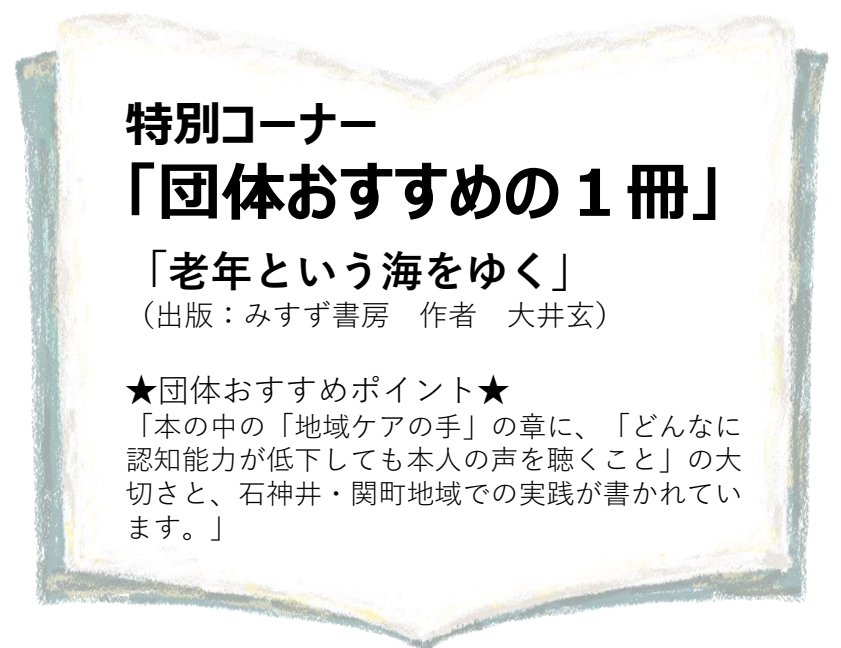 特別コーナー
「団体おすすめの１冊」
「老年という海をゆく」
（出版：みすず書房　作者　大井玄）
★団体おすすめポイント★
「本の中の「地域ケアの手」の章に、「どんなに
認知能力が低下しても本人の声を聴くこと」の大
切さと、石神井・関町地域での実践が書かれてい
ます。」